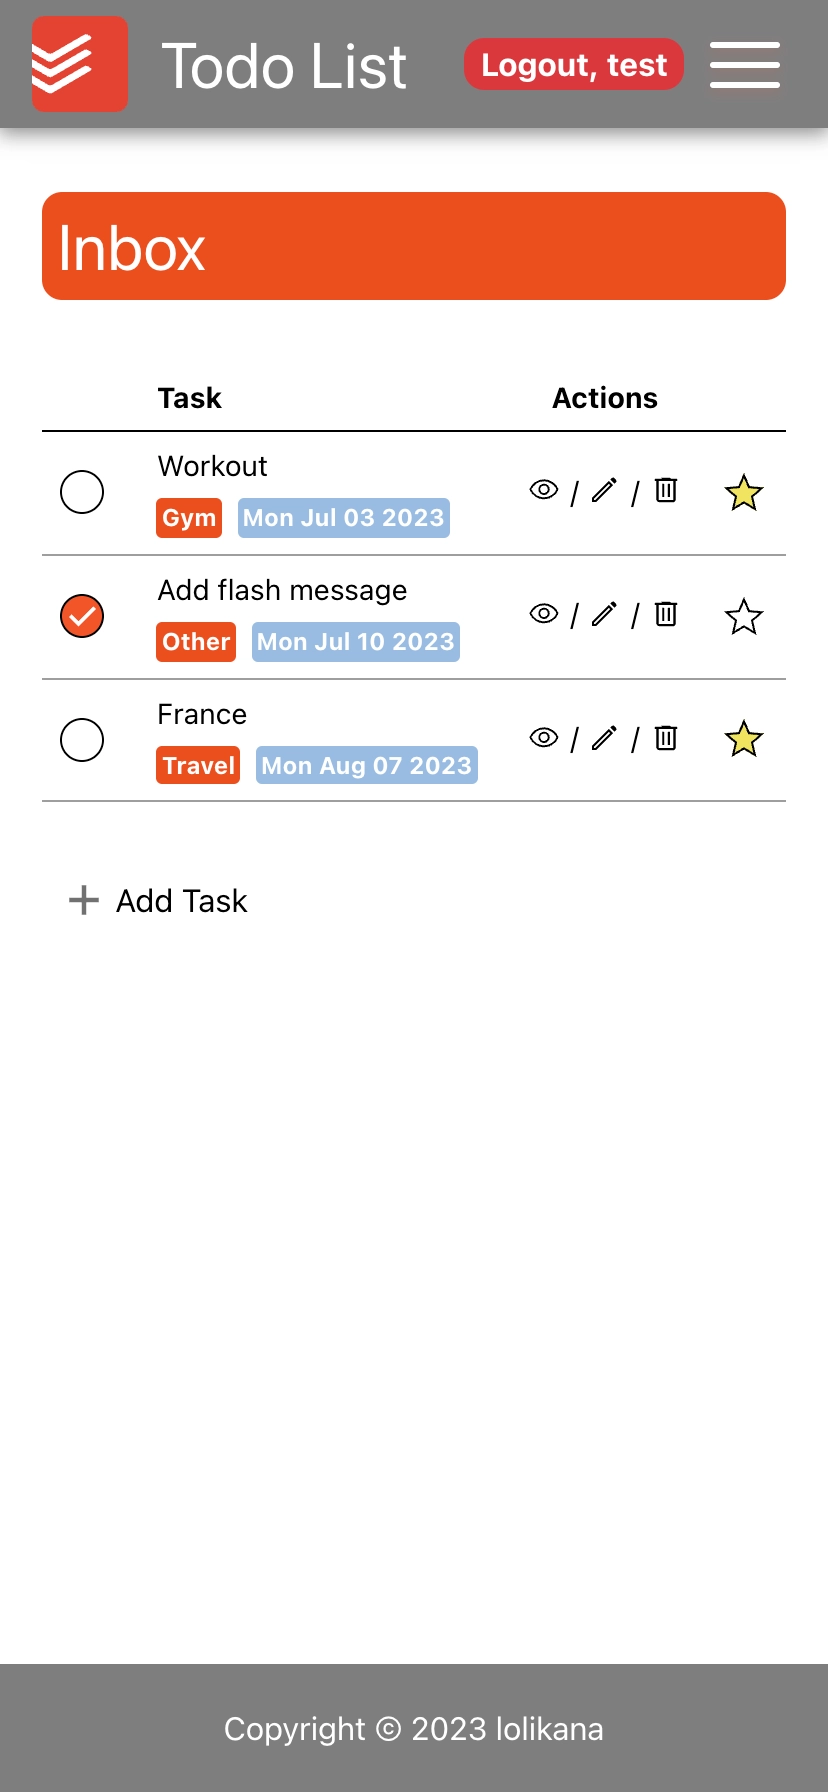 Todo List Logout, test
Inbox
Task Actions
Workout
Gym Mon Jul 03 2023 / /
Add flash message
Other Mon Jul 10 2023 / /
France
Travel Mon Aug 07 2023 / /
Add Task
Copyright © 2023 lolikana